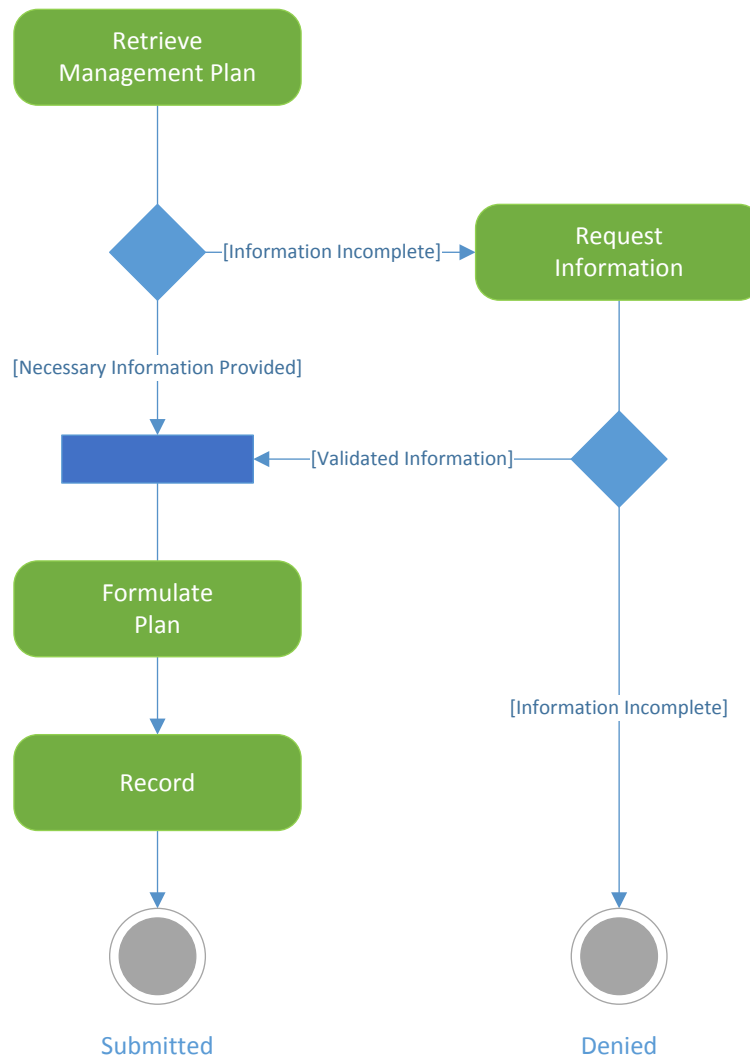 Retrieve
Management Plan
[Information Incomplete]
Request
Information
[Necessary Information Provided]
[Validated Information]
Formulate
Plan
[Information Incomplete]
Record
Submitted
Denied